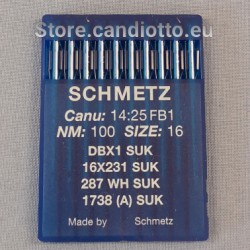 Store.candiotto.eu
SCHMETZ
Canu: 14:25 FB1
NM: 100 SIZE: 16
DBX1 SUK
16X231 SUK
287 WH SUK
1738 (A) SUK
Made by Schmetz